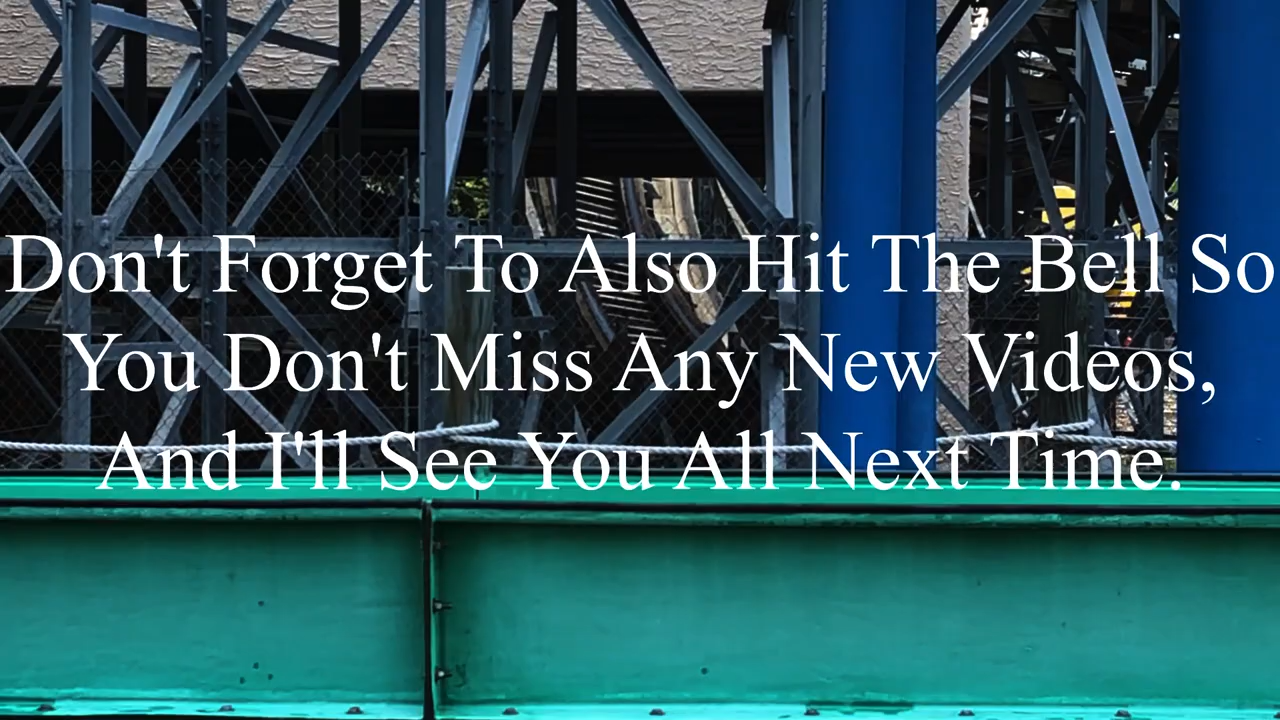 Don't Forget To Also Hit The Bell So
You Don't Miss Any New Videos,
And I'll See You All Next Time.